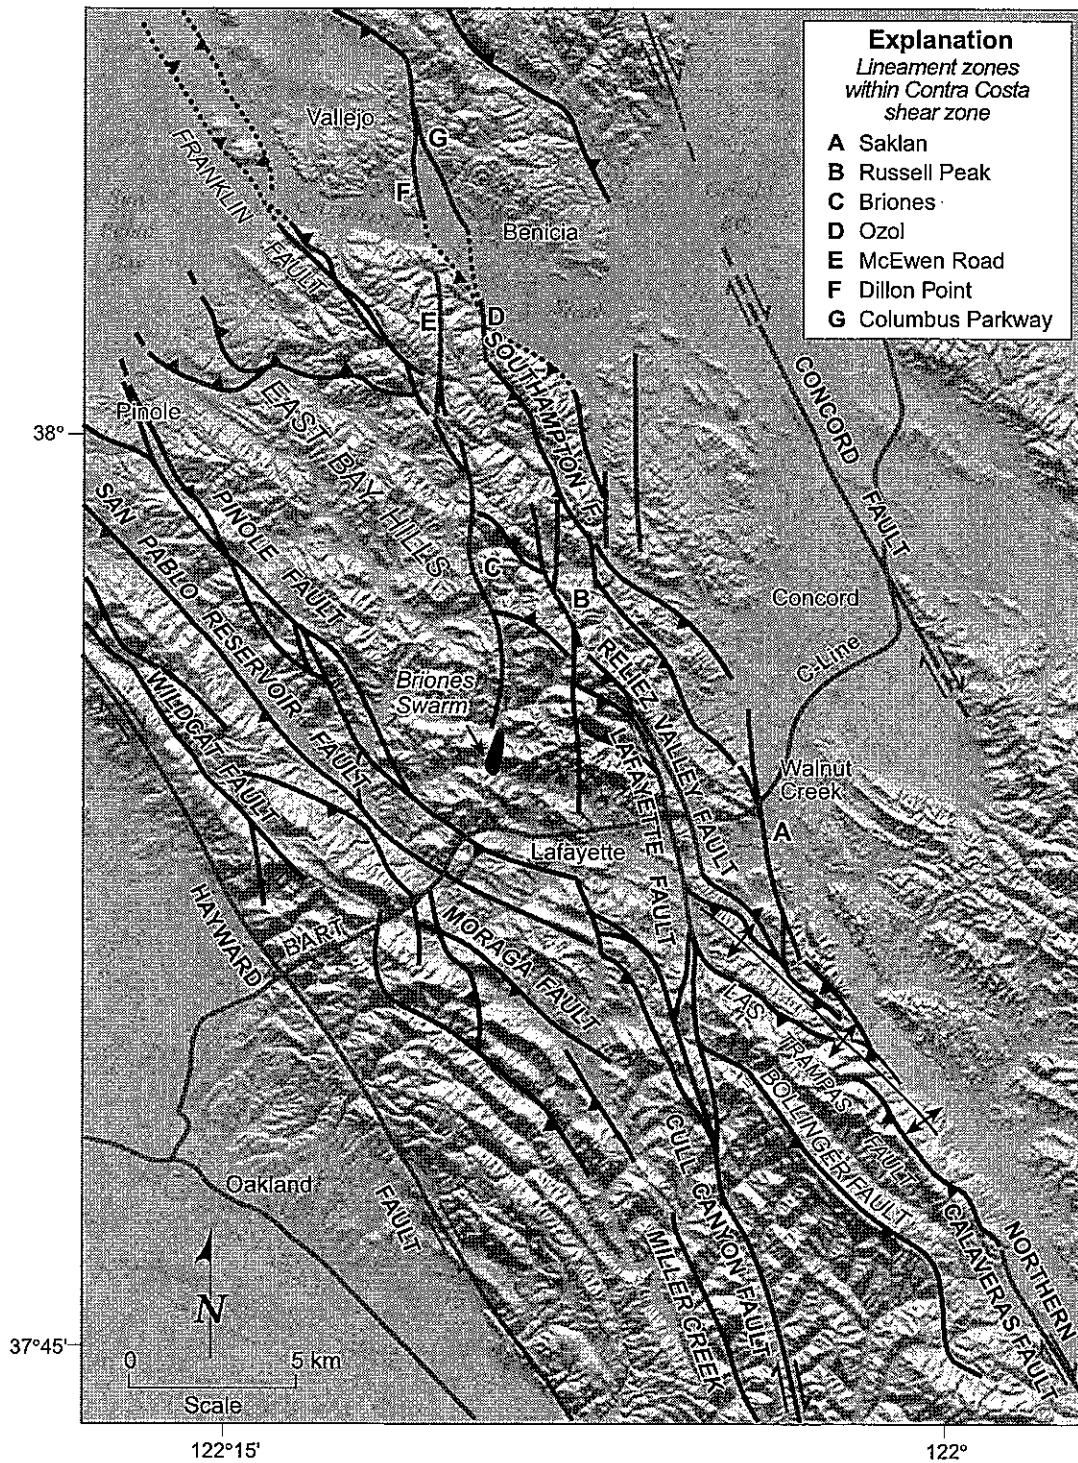 Explanation
Lineament zones
within Contra Costa
shear zone
A Saklan
B Russell Peak
C Briones
D Ozol
E McEwen Road
F Dillon Point
G Columbus Parkway
Vallejo
G
F
FRANKLIN
FAULT
Benicia
E
D
SOUTHAMPTON F.
CONCORD
FAULT
Pinole
38°
EAST BAY HILLS
PINOLE FAULT
SAN PABLO RESERVOIR FAULT
C
B
Concord
C-Line
RELIEZ VALLEY FAULT
Briones
Swarm
WILDCAT FAULT
LAFAYETTE FAULT
Walnut
Creek
A
Lafayette
HAYWARD
FAULT
BART
MORAGA FAULT
LAS TRAMPAS FAULT
BOLLINGER FAULT
CULL CANYON FAULT
Oakland
MILLER CREEK
NORTHERN
CALAVERAS FAULT
N
37°45'
0 5 km
Scale
122°15'
122°